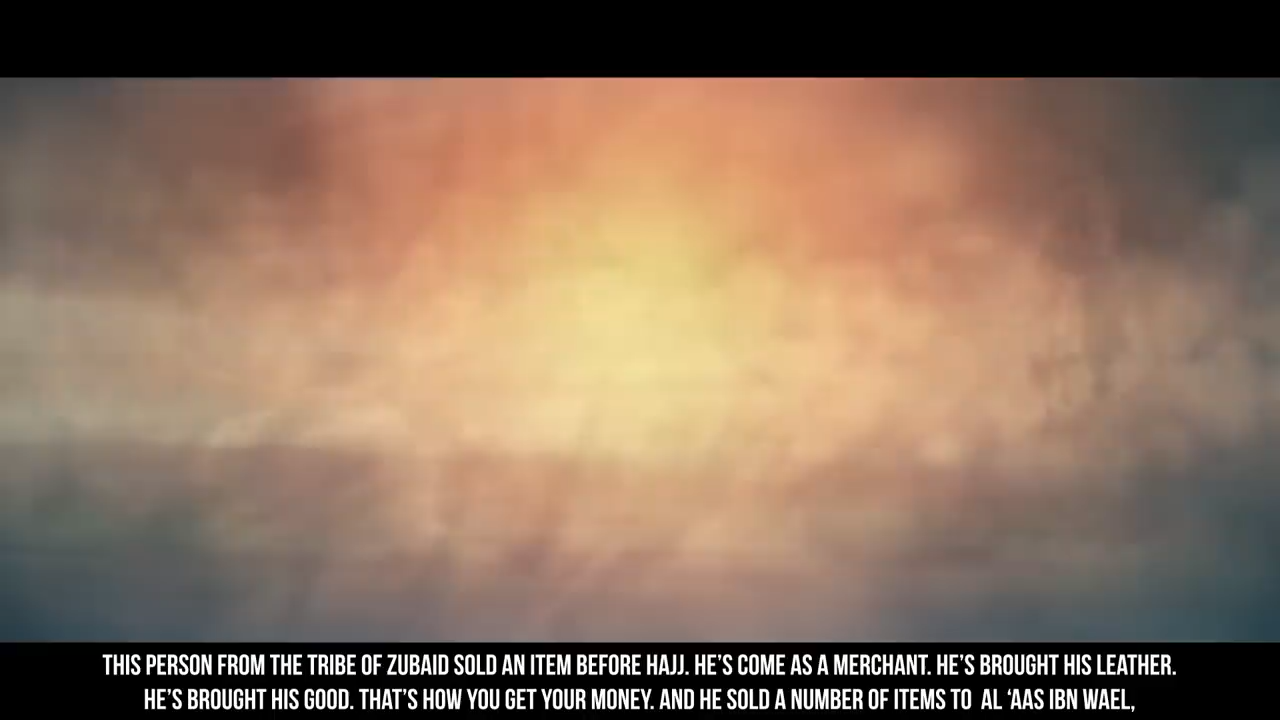 THIS PERSON FROM THE TRIBE OF ZUBAID SOLD AN ITEM BEFORE HAJJ. HE’S COME AS A MERCHANT. HE’S BROUGHT HIS LEATHER.
HE’S BROUGHT HIS GOOD. THAT’S HOW YOU GET YOUR MONEY. AND HE SOLD A NUMBER OF ITEMS TO  AL ‘AAS IBN WAEL,